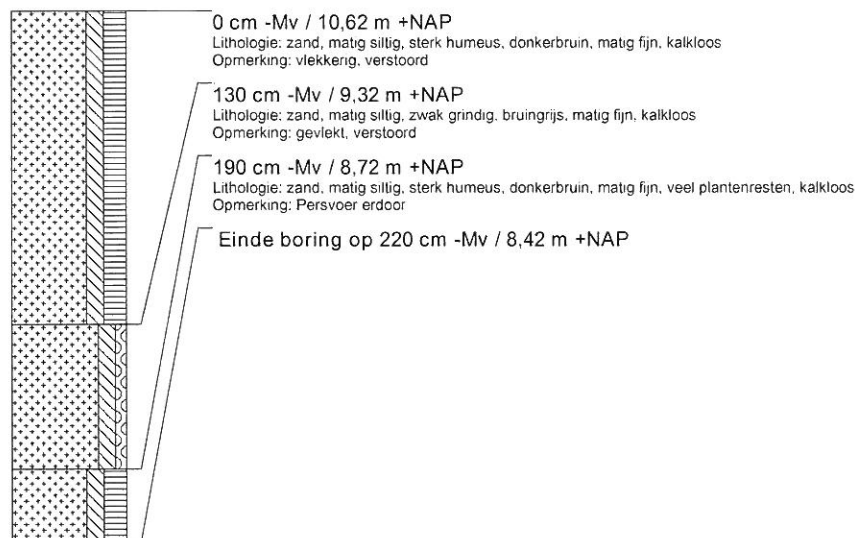 0 cm -Mv / 10,62 m +NAP
Lithologie: zand, matig siltig, sterk humeus, donkerbruin, matig fijn, kalkloos
Opmerking: vlekkerig, verstoord
130 cm -Mv / 9,32 m +NAP
Lithologie: zand, matig siltig, zwak grindig, bruingrijs, matig fijn, kalkloos
Opmerking: gevlekt, verstoord
190 cm -Mv / 8,72 m +NAP
Lithologie: zand, matig siltig, sterk humeus, donkerbruin, matig fijn, veel plantenresten, kalkloos
Opmerking: Persvoer erdoor
Einde boring op 220 cm -Mv / 8,42 m +NAP